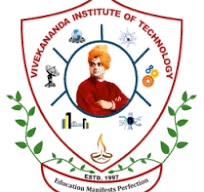 VIVEKANANDA INSTITUTE OF TECHNOLOGY
ESTD. 1997
Education Manifests Perfection